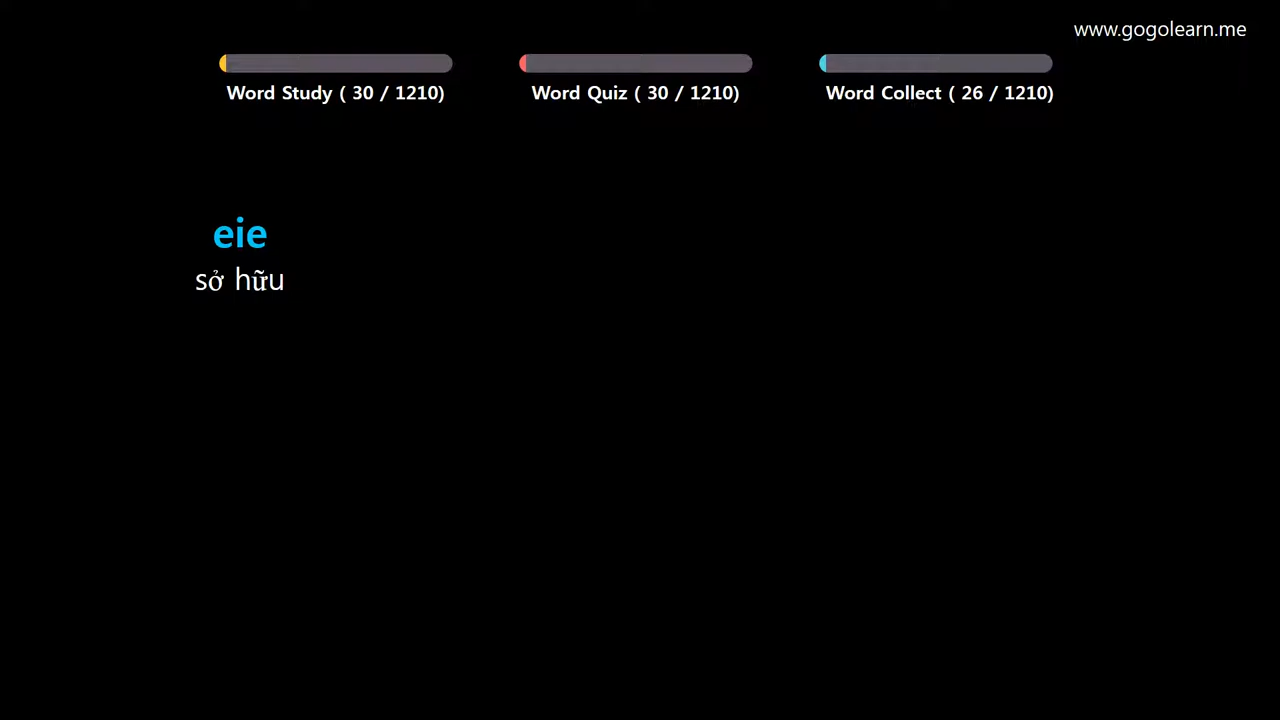 www.gogolearn.me
Word Study ( 30 / 1210)
Word Quiz ( 30 / 1210)
Word Collect ( 26 / 1210)
eie
sở hữu